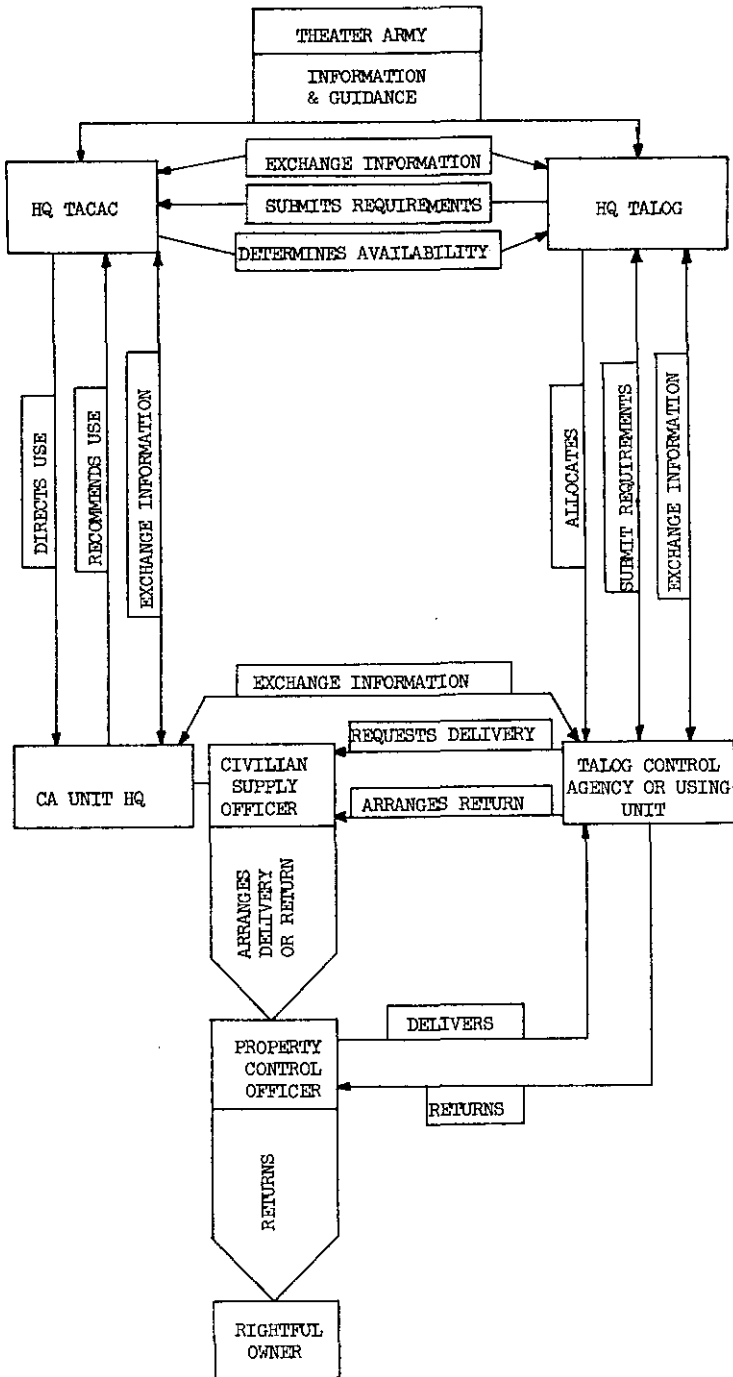 THEATER ARMY
INFORMATION
& GUIDANCE
EXCHANGE INFORMATION
HQ TACAC
SUBMITS REQUIREMENTS
HQ TALOG
DETERMINES AVAILABILITY
DIRECTS USE
RECOMMENDS USE
EXCHANGE INFORMATION
ALLOCATES
SUBMIT REQUIREMENTS
EXCHANGE INFORMATION
EXCHANGE INFORMATION
REQUESTS DELIVERY
CA UNIT HQ
CIVILIAN
SUPPLY
OFFICER
TALOG CONTROL
AGENCY OR USING
UNIT
ARRANGES RETURN
ARRANGES
DELIVERY
OR RETURN
DELIVERS
PROPERTY
CONTROL
OFFICER
RETURNS
RETURNS
RIGHTFUL
OWNER